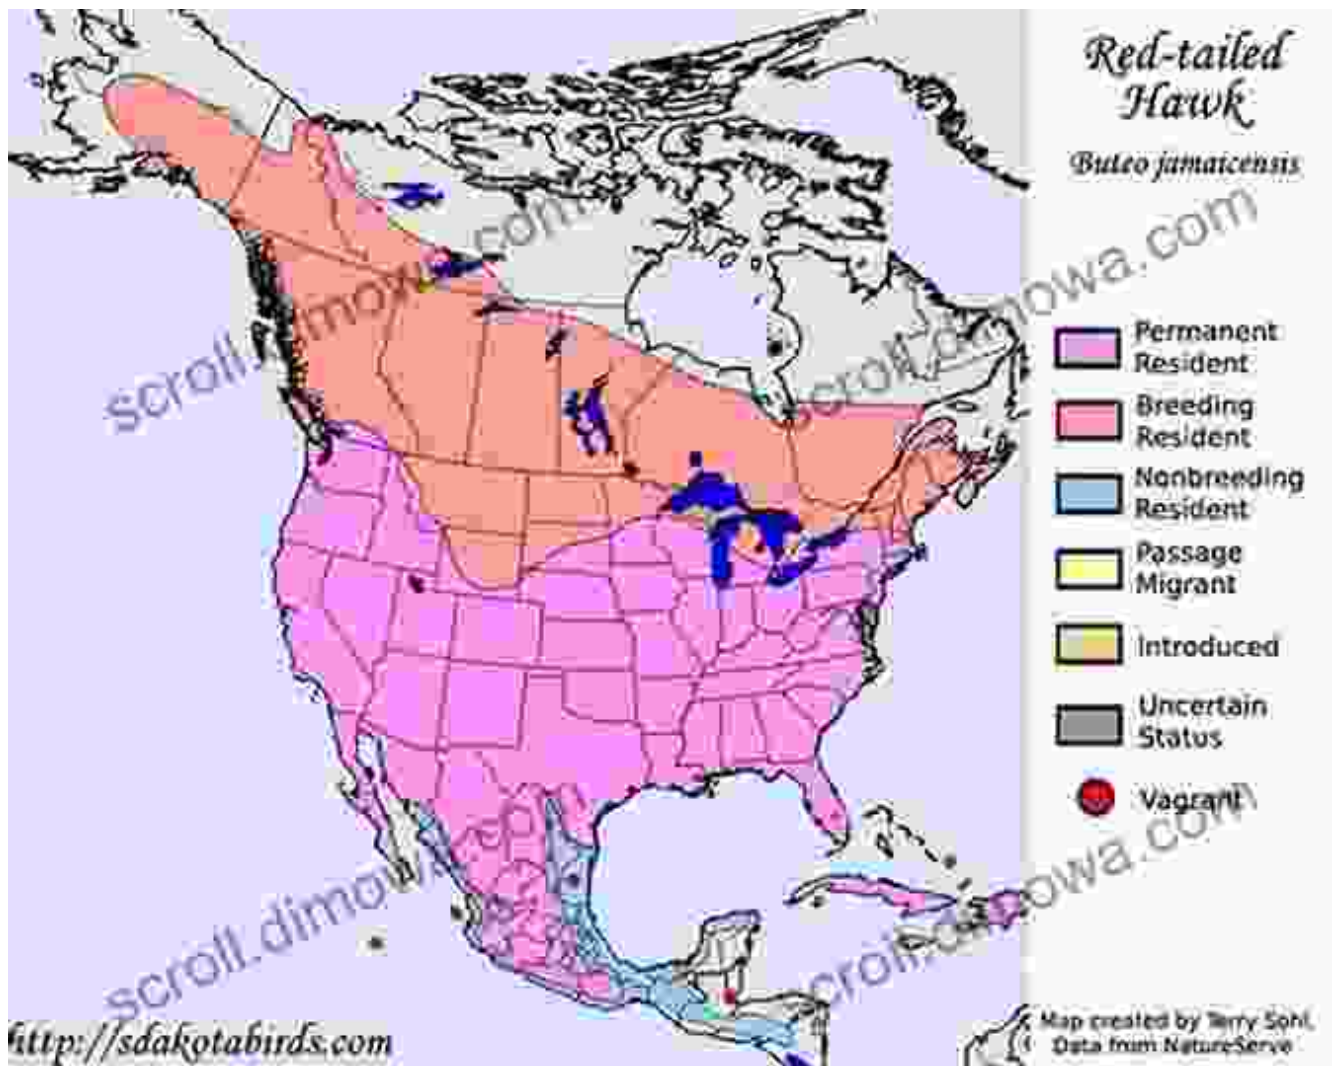 Red-tailed
Hawk
Buteo jamaicensis
scroll.dimowa.com
scroll.dimowa.com
Permanent
Resident
Breeding
Resident
Nonbreeding
Resident
Passage
Migrant
Introduced
Uncertain
Status
Vagrant
scroll.dimowa.com
scroll.dimowa.com
http://sdakotabirds.com
Map created by Terry Sohl,
Data from NatureServe